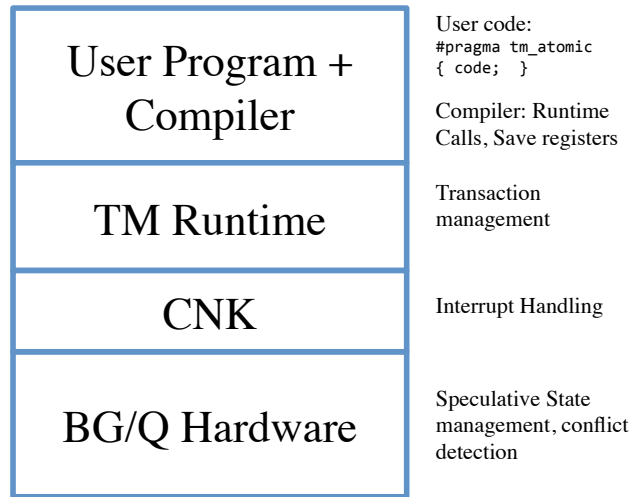 User Program +
Compiler
User code:
#pragma tm_atomic
{ code;  }
Compiler: Runtime
Calls, Save registers
TM Runtime
Transaction
management
CNK
Interrupt Handling
BG/Q Hardware
Speculative State
management, conflict
detection